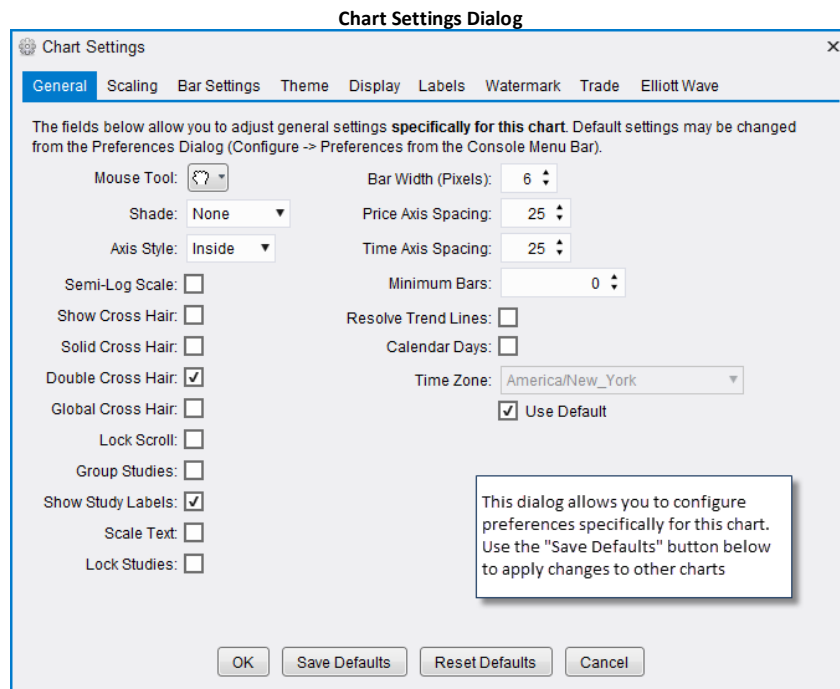 Chart Settings Dialog
Chart Settings
General Scaling Bar Settings Theme Display Labels Watermark Trade Elliott Wave
The fields below allow you to adjust general settings specifically for this chart. Default settings may be changed
from the Preferences Dialog (Configure -> Preferences from the Console Menu Bar).
Mouse Tool:
Shade: None
Axis Style: Inside
Semi-Log Scale:
Show Cross Hair:
Solid Cross Hair:
Double Cross Hair:
Global Cross Hair:
Lock Scroll:
Group Studies:
Show Study Labels:
Scale Text:
Lock Studies:
Bar Width (Pixels): 6
Price Axis Spacing: 25
Time Axis Spacing: 25
Minimum Bars: 0
Resolve Trend Lines:
Calendar Days:
Time Zone: America/New_York
Use Default
This dialog allows you to configure
preferences specifically for this chart.
Use the "Save Defaults" button below
to apply changes to other charts
OK Save Defaults Reset Defaults Cancel